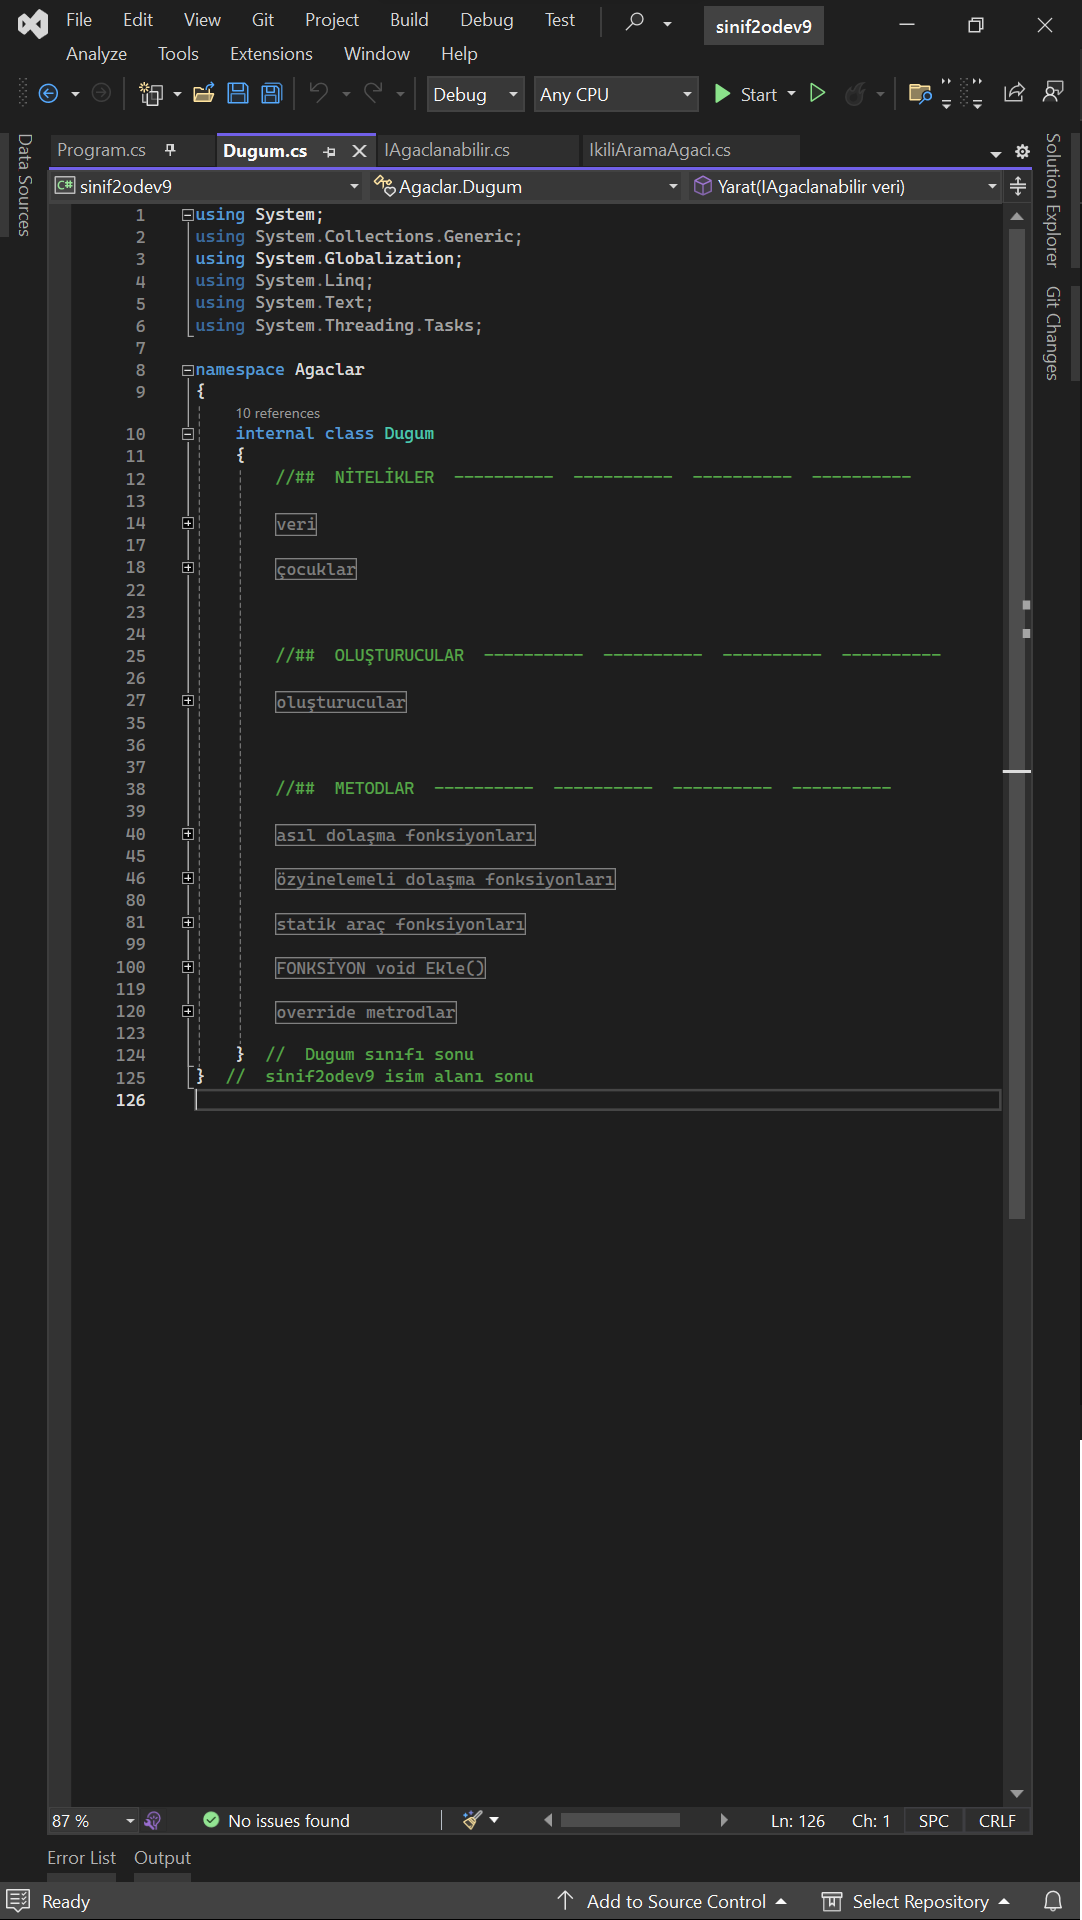 File Edit View Git Project Build Debug Test
sinif2odev9
Analyze Tools Extensions Window Help
Debug Any CPU Start
Data Sources
Program.cs Dugum.cs IAgaclanabilir.cs IkiliAramaAgaci.cs
sinif2odev9 Agaclar.Dugum Yarat(IAgaclanabilir veri)
Solution Explorer
Git Changes
1 using System;
2 using System.Collections.Generic;
3 using System.Globalization;
4 using System.Linq;
5 using System.Text;
6 using System.Threading.Tasks;
7
8 namespace Agaclar
9 {
10 references
10 internal class Dugum
11 {
12 //## NİTELİKLER ---------- ---------- ---------- ----------
13
14 veri
17
18 çocuklar
22
23
24
25 //## OLUŞTURUCULAR ---------- ---------- ---------- ----------
26
27 oluşturucular
35
36
37
38 //## METODLAR ---------- ---------- ---------- ----------
39
40 asıl dolaşma fonksiyonları
45
46 özyinelemeli dolaşma fonksiyonları
80
81 statik araç fonksiyonları
99
100 FONKSİYON void Ekle()
119
120 override metrodlar
123
124 } // Dugum sınıfı sonu
125 } // sinif2odev9 isim alanı sonu
126
87 % No issues found Ln: 126 Ch: 1 SPC CRLF
Error List Output
Ready Add to Source Control Select Repository